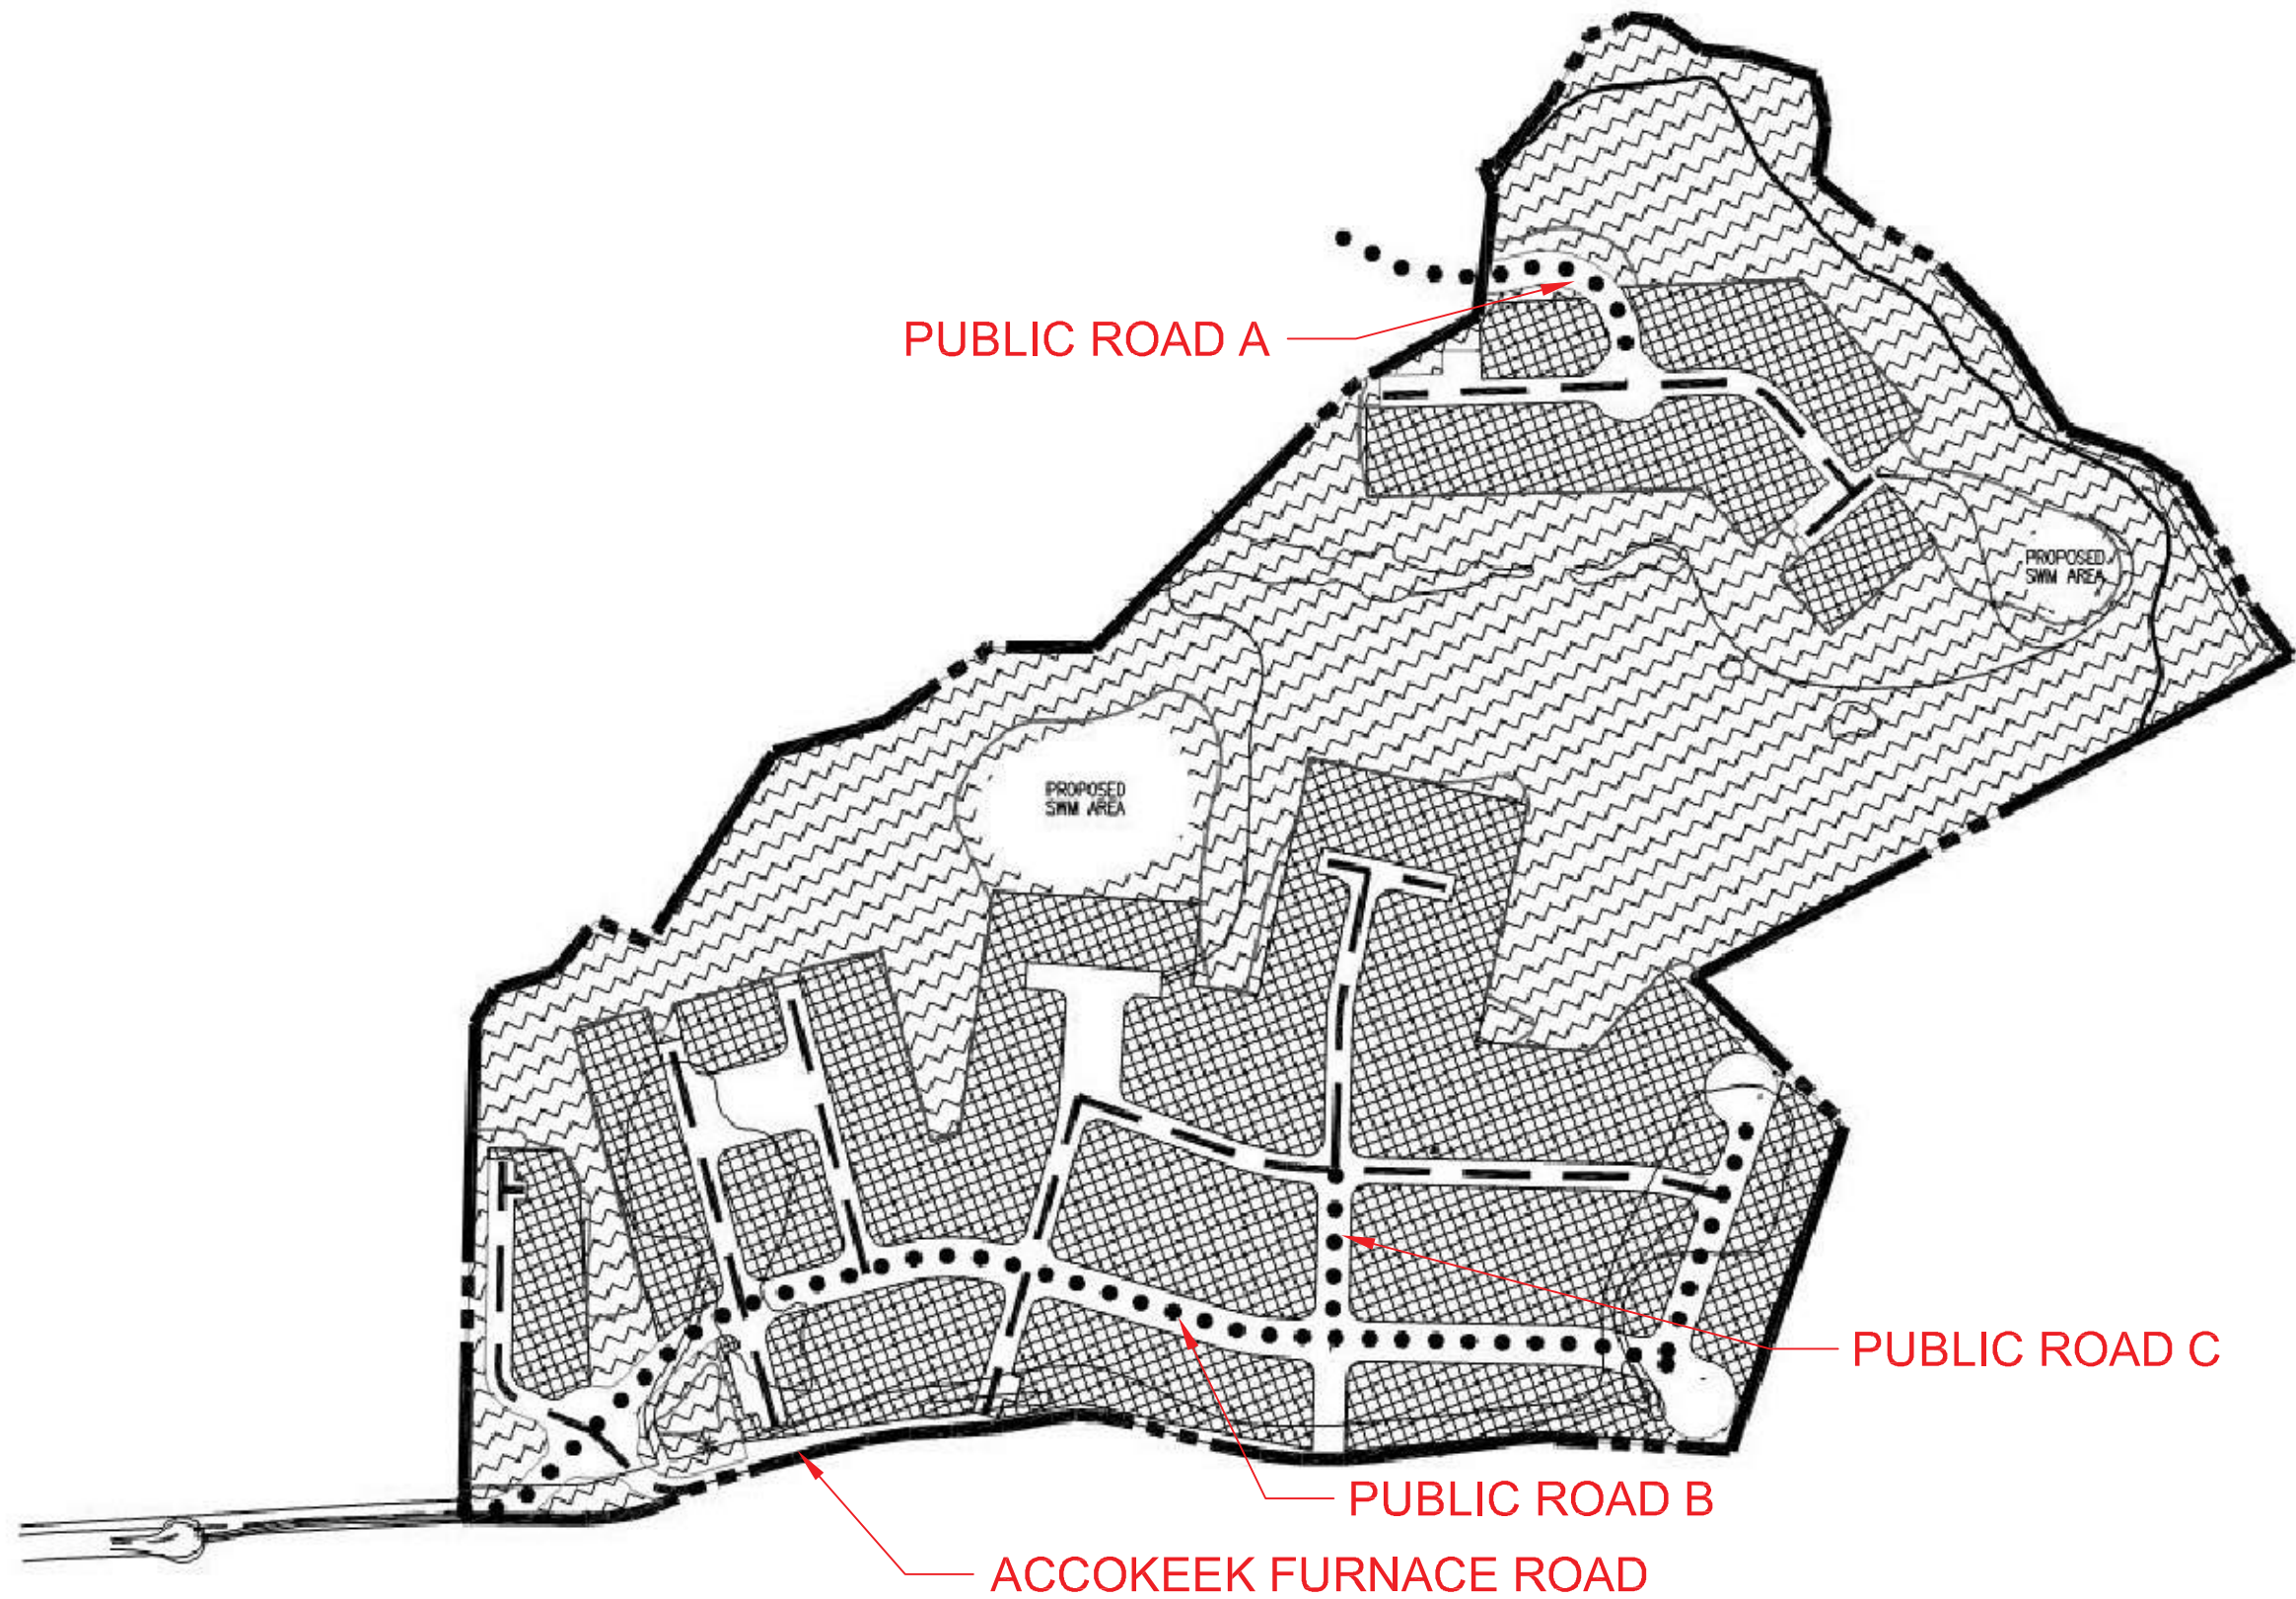 PUBLIC ROAD A
PROPOSED
SWM AREA
PROPOSED
SWM AREA
PUBLIC ROAD C
PUBLIC ROAD B
ACCOKEEK FURNACE ROAD